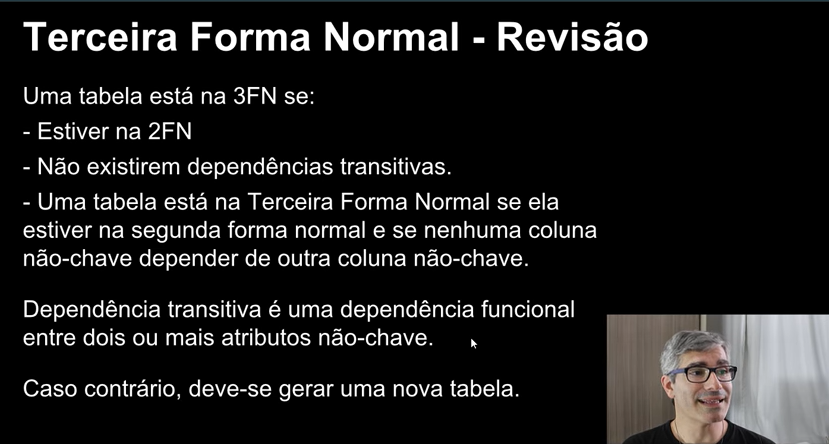 Terceira Forma Normal - Revisão
Uma tabela está na 3FN se:
- Estiver na 2FN
- Não existirem dependências transitivas.
- Uma tabela está na Terceira Forma Normal se ela
estiver na segunda forma normal e se nenhuma coluna
não-chave depender de outra coluna não-chave.
Dependência transitiva é uma dependência funcional
entre dois ou mais atributos não-chave.
Caso contrário, deve-se gerar uma nova tabela.